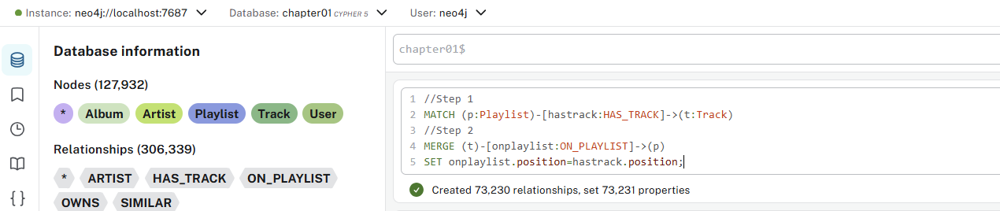 Instance: neo4j://localhost:7687 Database: chapter01 CYPHER 5 User: neo4j
Database information
Nodes (127,932)
* Album Artist Playlist Track User
Relationships (306,339)
* ARTIST HAS_TRACK ON_PLAYLIST
OWNS SIMILAR
chapter01$
1 //Step 1
2 MATCH (p:Playlist)-[hastrack:HAS_TRACK]->(t:Track)
3 //Step 2
4 MERGE (t)-[onplaylist:ON_PLAYLIST]->(p)
5 SET onplaylist.position=hastrack.position;
Created 73,230 relationships, set 73,231 properties